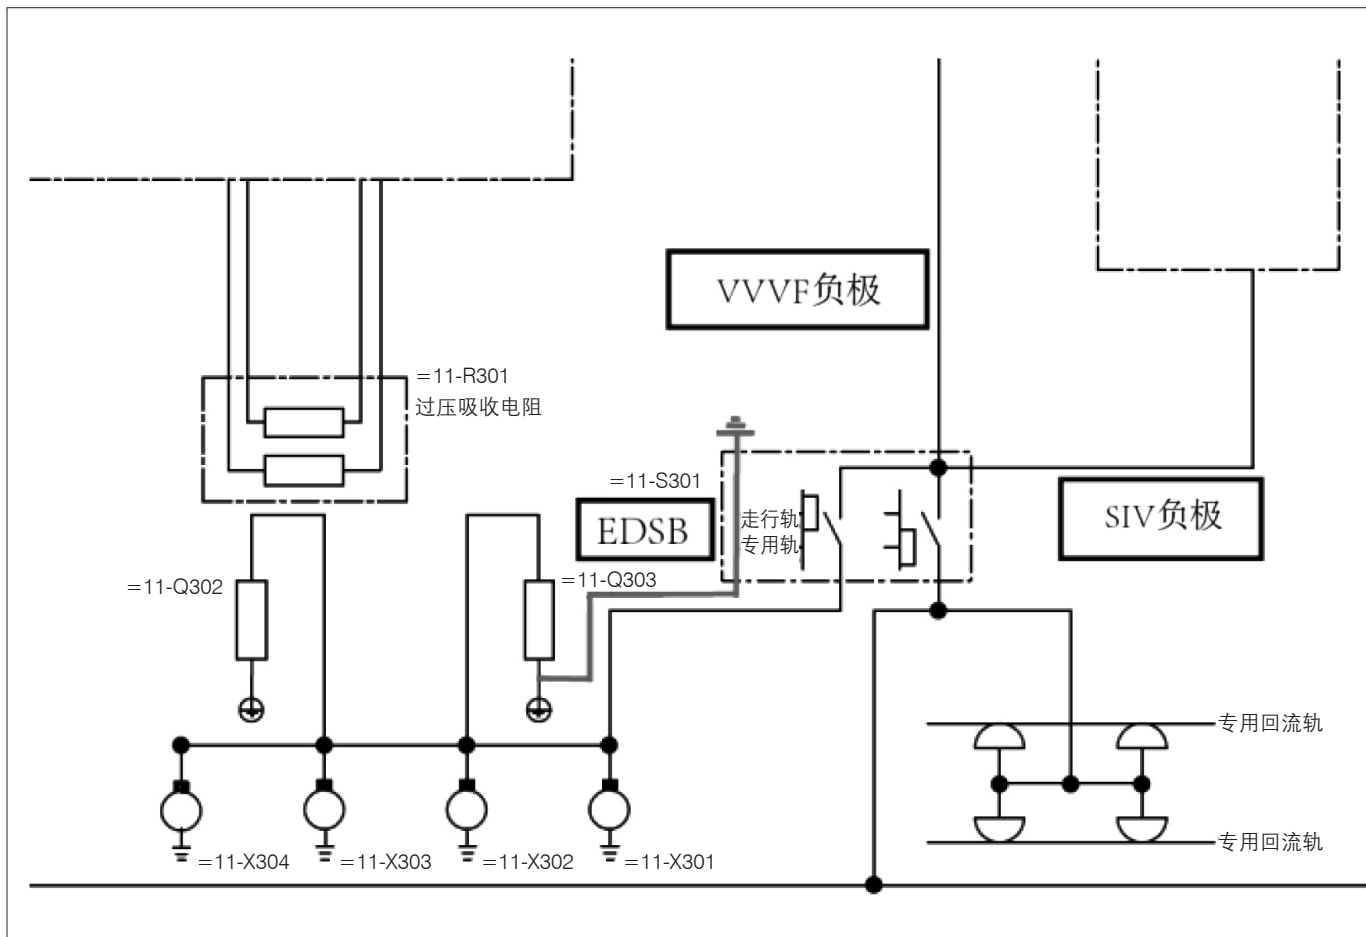 VVVF负极
=11-R301
过压吸收电阻
=11-S301
EDSB
走行轨
专用轨
SIV负极
=11-Q302
=11-Q303
专用回流轨
专用回流轨
=11-X304
=11-X303
=11-X302
=11-X301